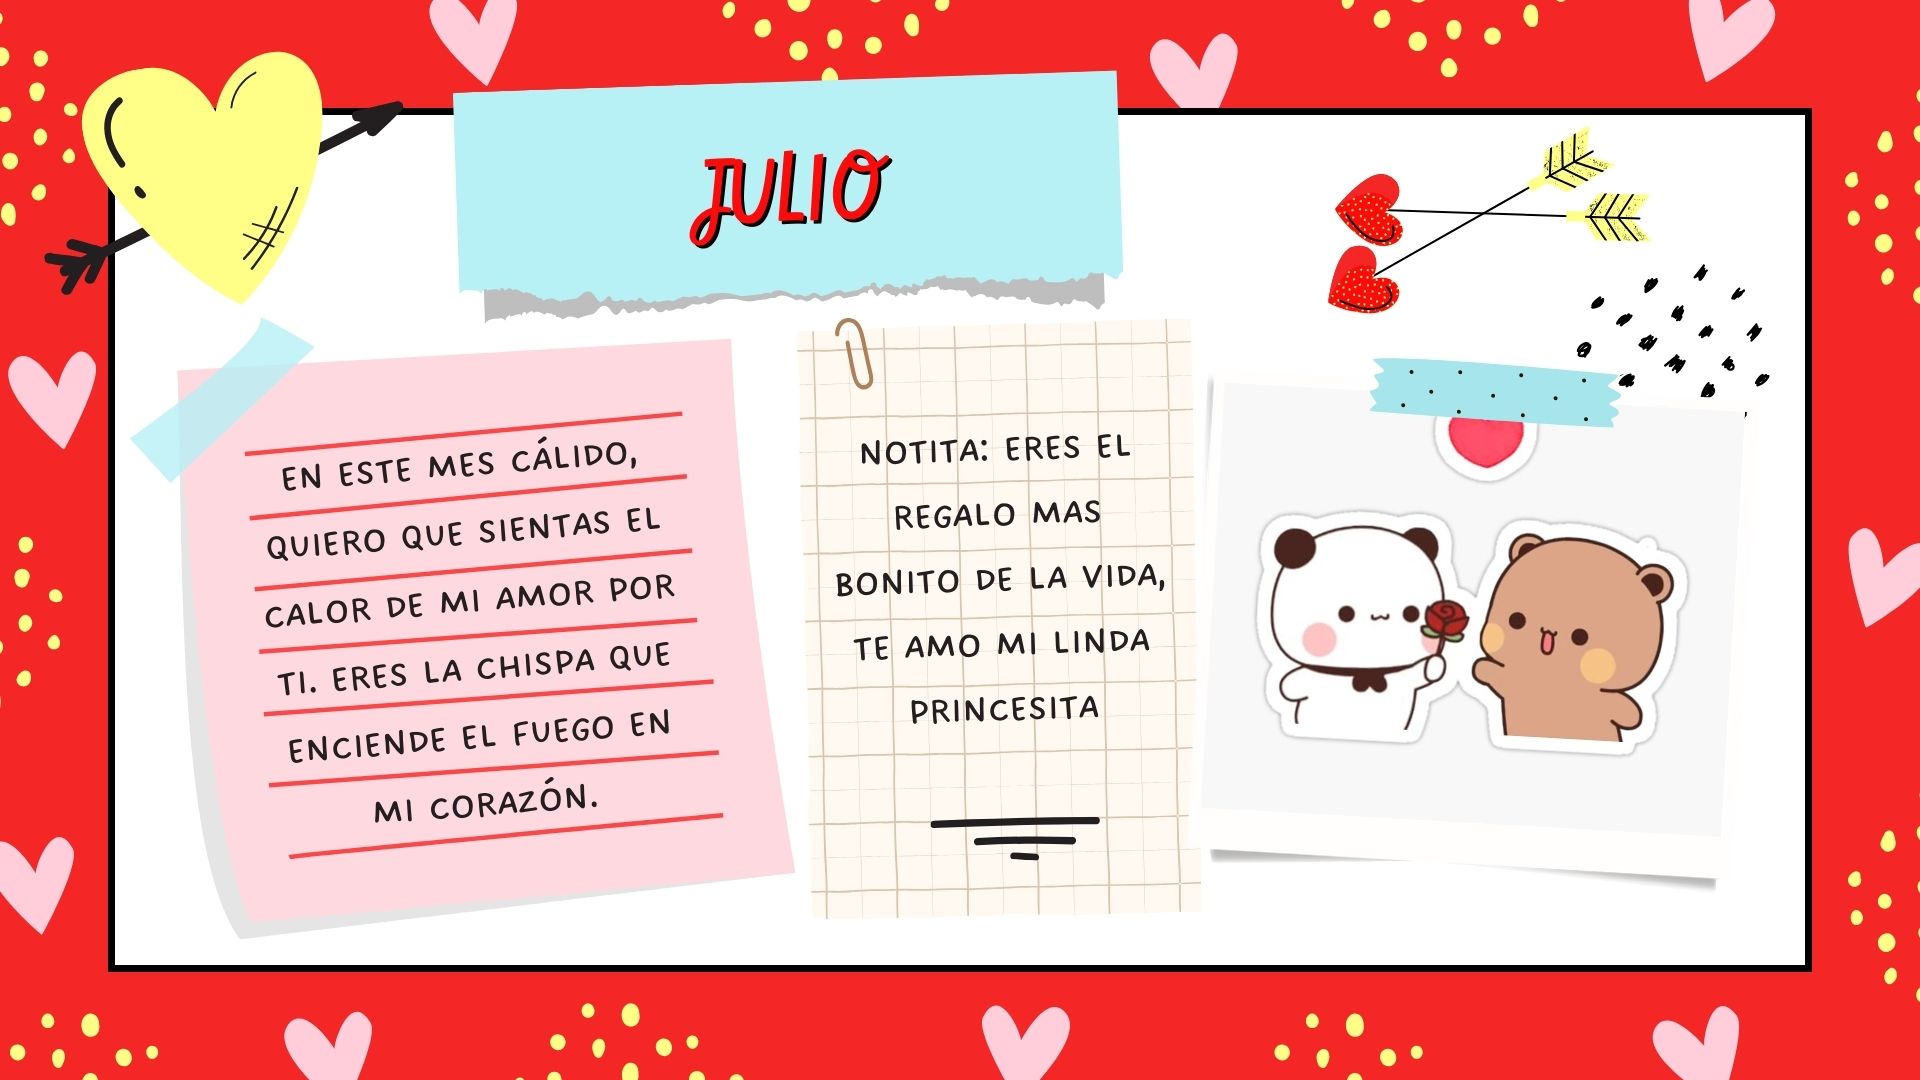 JULIO
EN ESTE MES CÁLIDO,
QUIERO QUE SIENTAS EL
CALOR DE MI AMOR POR
TI. ERES LA CHISPA QUE
ENCIENDE EL FUEGO EN
MI CORAZÓN.
NOTITA: ERES EL
REGALO MAS
BONITO DE LA VIDA,
TE AMO MI LINDA
PRINCESITA